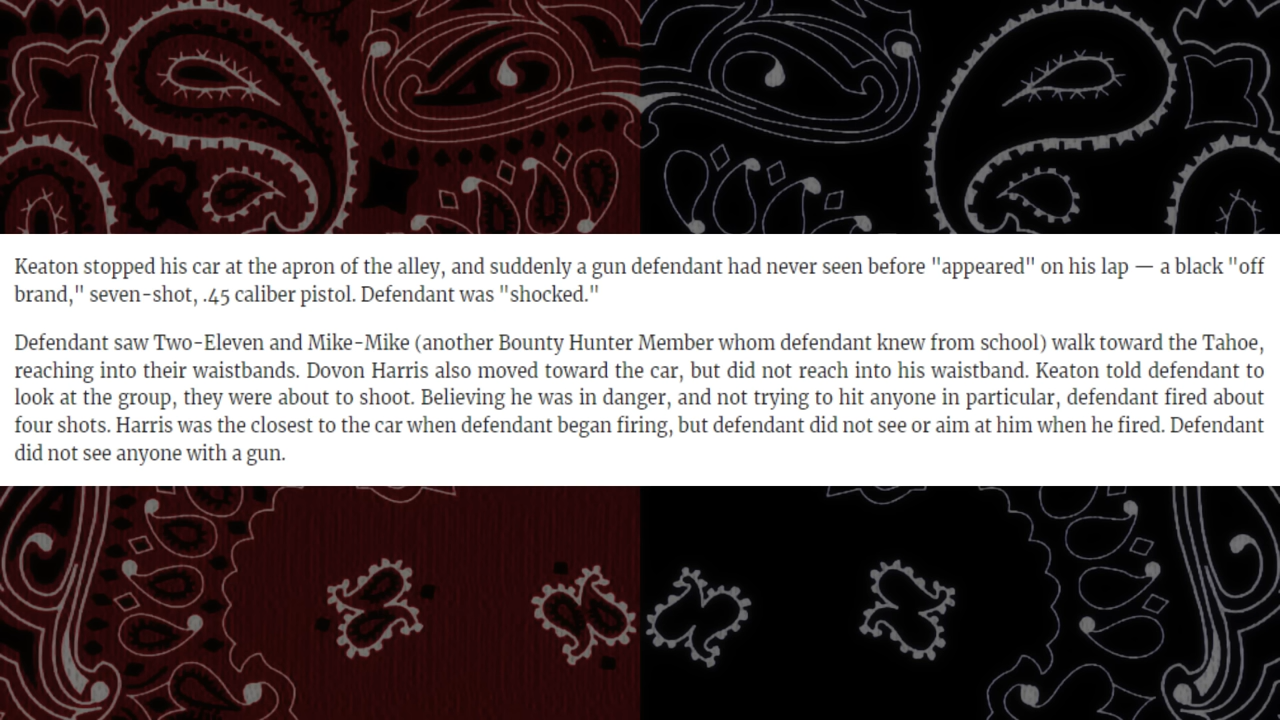 Keaton stopped his car at the apron of the alley, and suddenly a gun defendant had never seen before "appeared" on his lap — a black "off
brand," seven-shot, .45 caliber pistol. Defendant was "shocked."
Defendant saw Two-Eleven and Mike-Mike (another Bounty Hunter Member whom defendant knew from school) walk toward the Tahoe,
reaching into their waistbands. Dovon Harris also moved toward the car, but did not reach into his waistband. Keaton told defendant to
look at the group, they were about to shoot. Believing he was in danger, and not trying to hit anyone in particular, defendant fired about
four shots. Harris was the closest to the car when defendant began firing, but defendant did not see or aim at him when he fired. Defendant
did not see anyone with a gun.